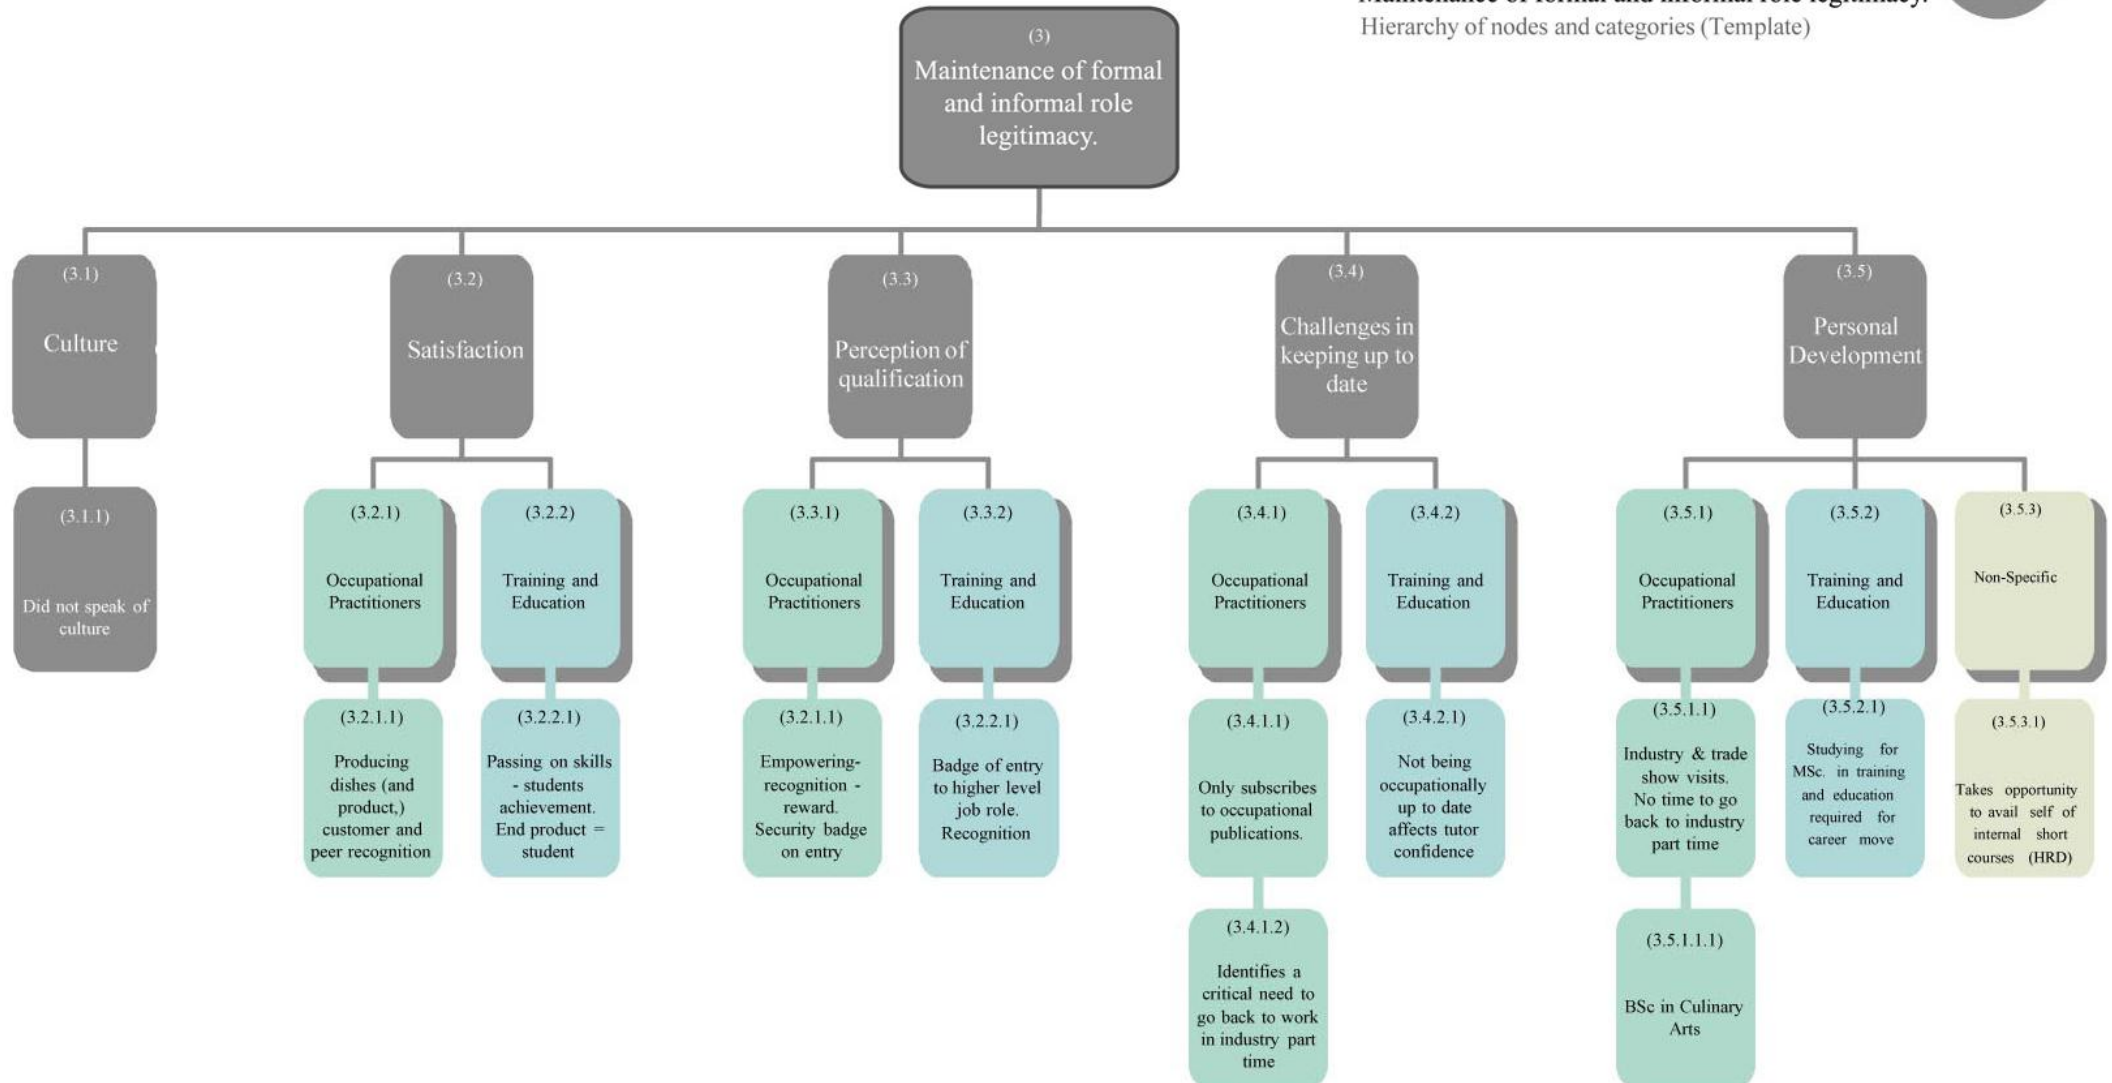 Maintenance of formal and informal role legitimacy.
Hierarchy of nodes and categories (Template)
(3)
Maintenance of formal
and informal role
legitimacy.
(3.1)
Culture
(3.2)
Satisfaction
(3.3)
Perception of
qualification
(3.4)
Challenges in
keeping up to
date
(3.5)
Personal
Development
(3.1.1)
Did not speak of
culture
(3.2.1)
Occupational
Practitioners
(3.2.2)
Training and
Education
(3.3.1)
Occupational
Practitioners
(3.3.2)
Training and
Education
(3.4.1)
Occupational
Practitioners
(3.4.2)
Training and
Education
(3.5.1)
Occupational
Practitioners
(3.5.2)
Training and
Education
(3.5.3)
Non-Specific
(3.2.1.1)
Producing
dishes (and
product,)
customer and
peer recognition
(3.2.2.1)
Passing on skills
- students
achievement.
End product =
student
(3.2.1.1)
Empowering-
recognition -
reward.
Security badge
on entry
(3.2.2.1)
Badge of entry
to higher level
job role.
Recognition
(3.4.1.1)
Only subscribes
to occupational
publications.
(3.4.2.1)
Not being
occupationally
up to date
affects tutor
confidence
(3.5.1.1)
Industry & trade
show visits.
No time to go
back to industry
part time
(3.5.2.1)
Studying for
MSc. in training
and education
required for
career move
(3.5.3.1)
Takes opportunity
to avail self of
internal short
courses (HRD)
(3.4.1.2)
Identifies a
critical need to
go back to work
in industry part
time
(3.5.1.1.1)
BSc in Culinary
Arts